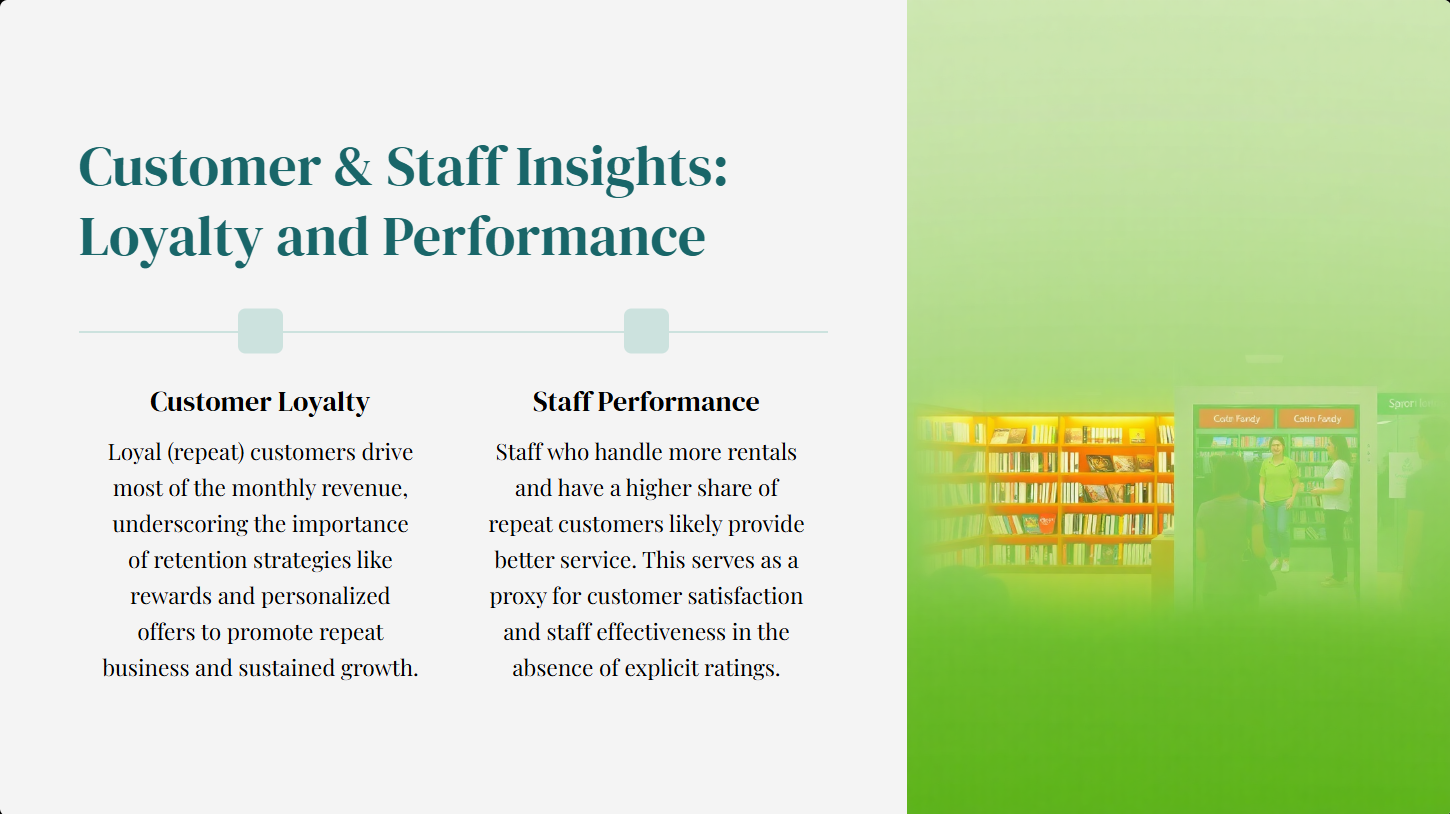 Customer & Staff Insights:
Loyalty and Performance
Customer Loyalty
Loyal (repeat) customers drive
most of the monthly revenue,
underscoring the importance
of retention strategies like
rewards and personalized
offers to promote repeat
business and sustained growth.
Staff Performance
Staff who handle more rentals
and have a higher share of
repeat customers likely provide
better service. This serves as a
proxy for customer satisfaction
and staff effectiveness in the
absence of explicit ratings.